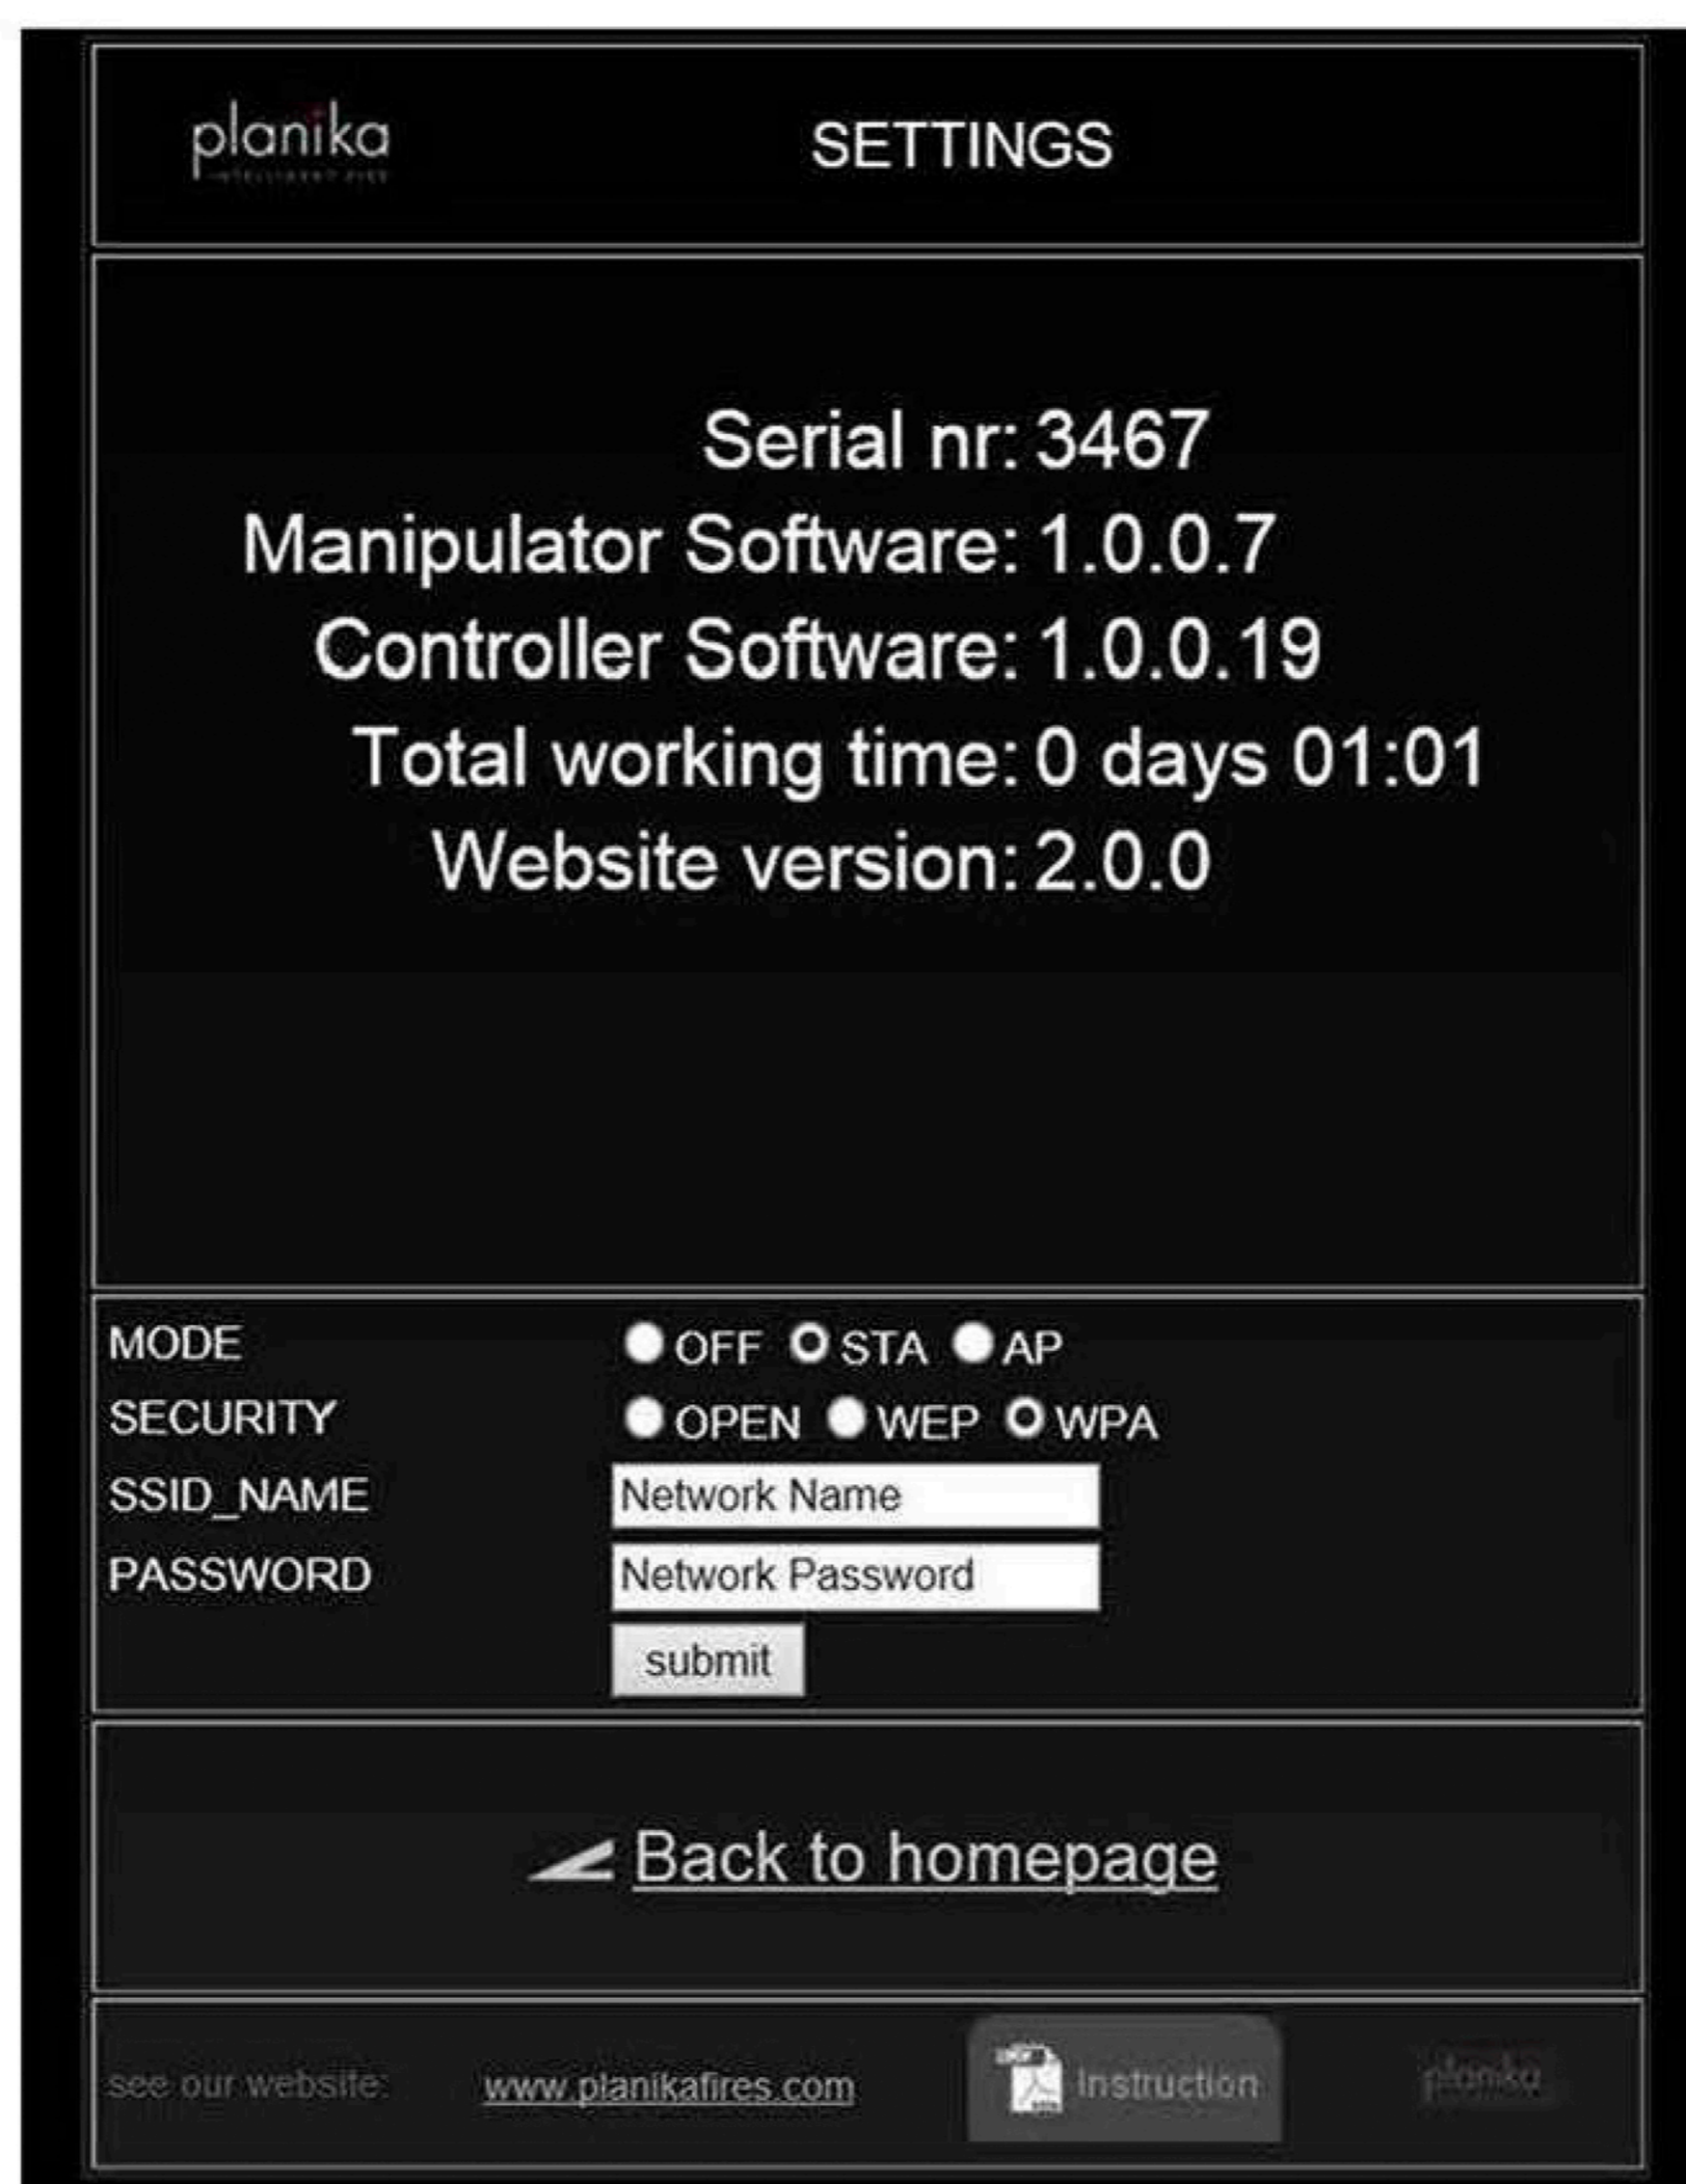 planika
SETTINGS
Serial nr: 3467
Manipulator Software: 1.0.0.7
Controller Software: 1.0.0.19
Total working time: 0 days 01:01
Website version: 2.0.0
MODE OFF STA AP
SECURITY OPEN WEP WPA
SSID_NAME Network Name
PASSWORD Network Password
submit
Back to homepage
see our website: www.planikafires.com Instruction planika